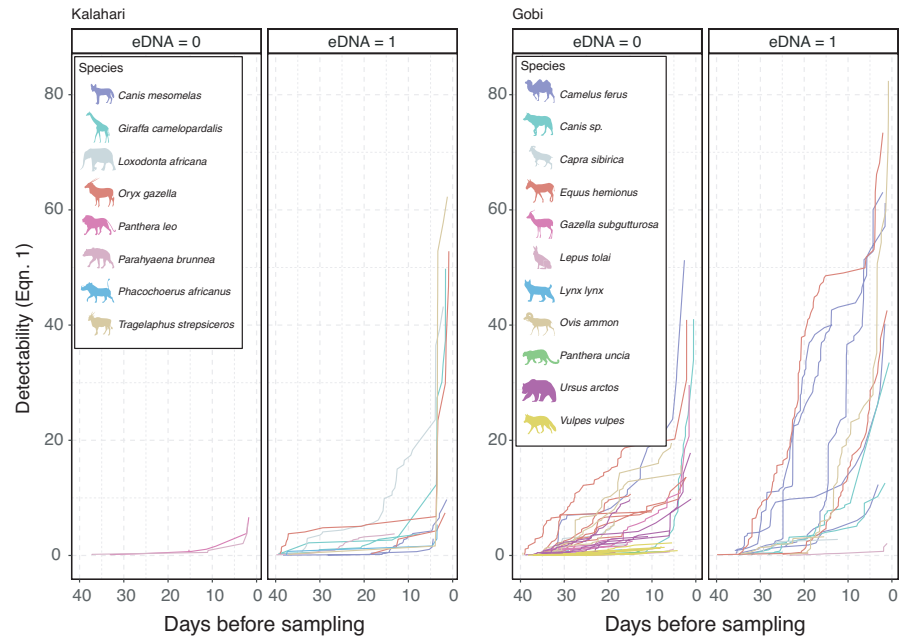 Kalahari
eDNA = 0
eDNA = 1
Species
Canis mesomelas
Giraffa camelopardalis
Loxodonta africana
Oryx gazella
Panthera leo
Parahyaena brunnea
Phacochoerus africanus
Tragelaphus strepsiceros
Detectability (Eqn. 1)
80
60
40
20
0
40 30 20 10 0
40 30 20 10 0
Days before sampling
Gobi
eDNA = 0
eDNA = 1
Species
Camelus ferus
Canis sp.
Capra sibirica
Equus hemionus
Gazella subgutturosa
Lepus tolai
Lynx lynx
Ovis ammon
Panthera uncia
Ursus arctos
Vulpes vulpes
80
60
40
20
0
40 30 20 10 0
40 30 20 10 0
Days before sampling